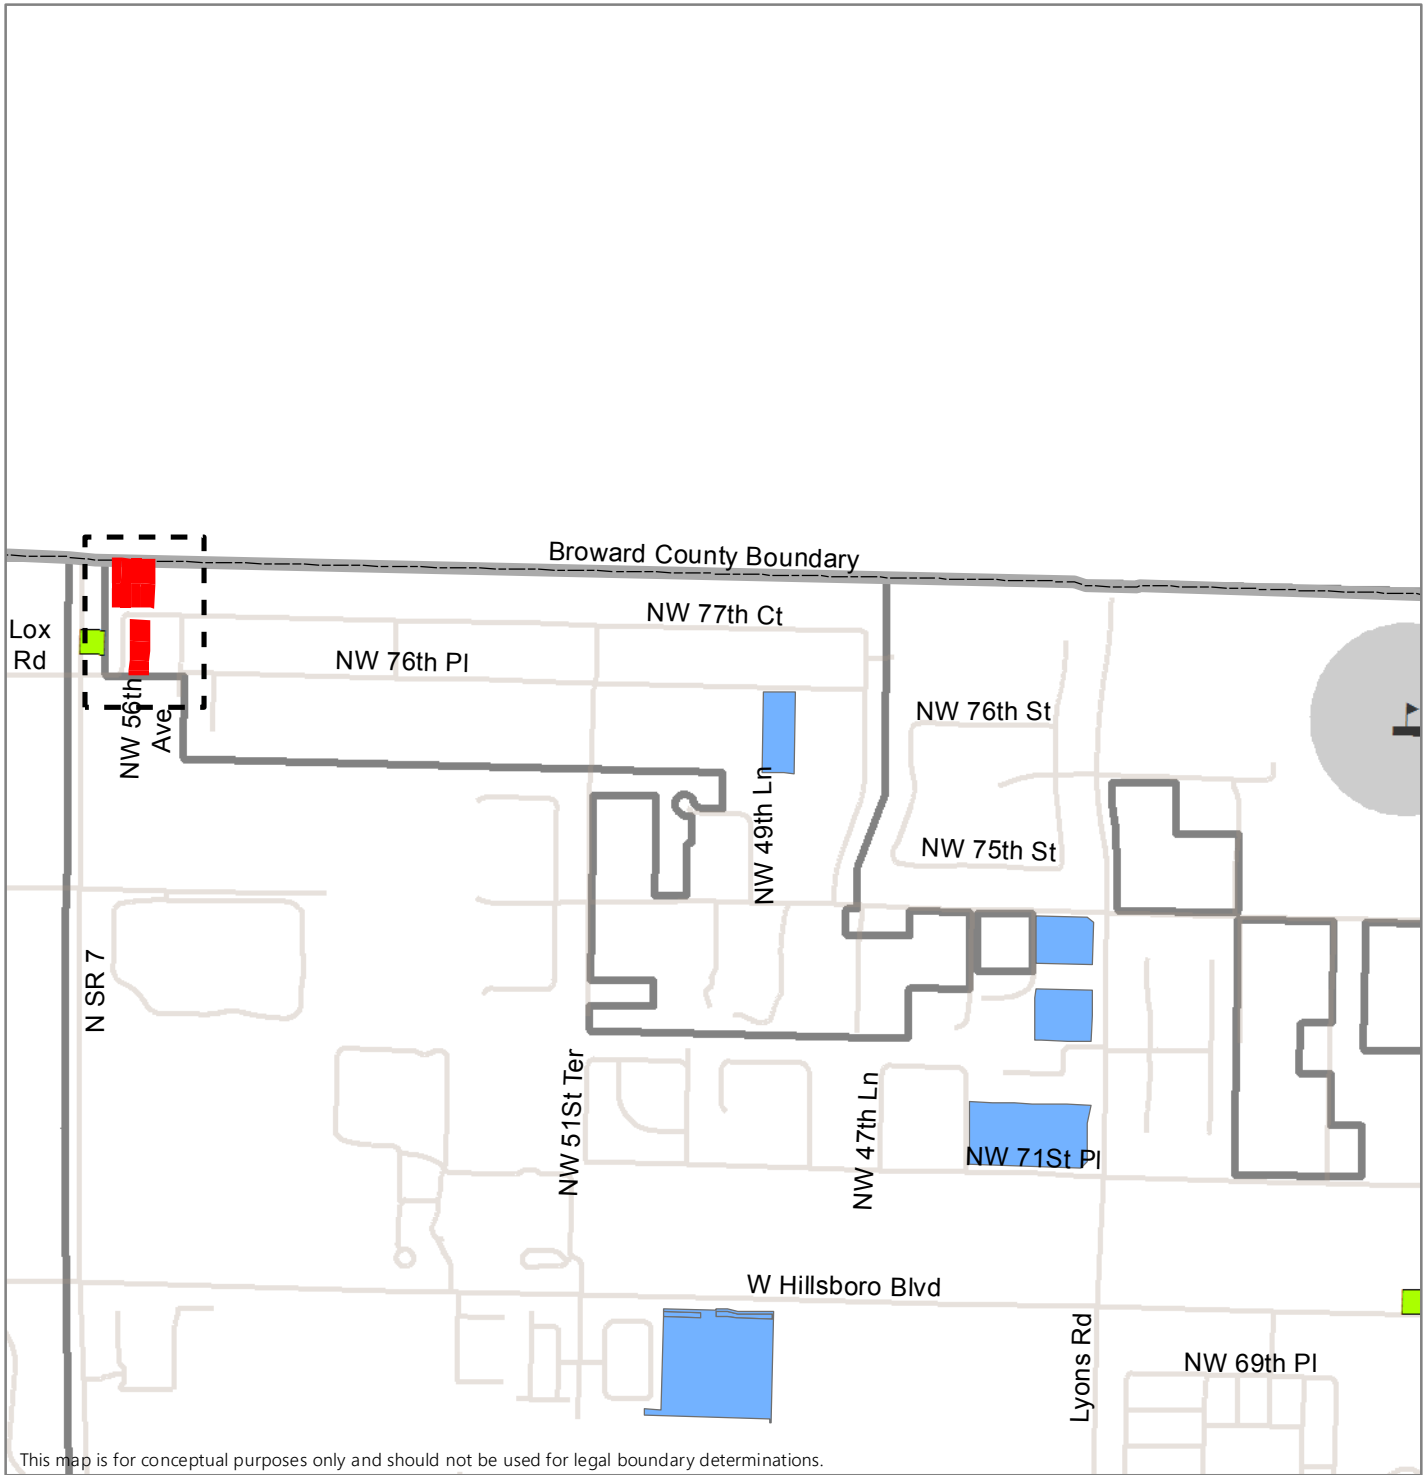 Broward County Boundary
NW 77th Ct
Lox
Rd
NW 76th Pl
NW 56th
Ave
NW 76th St
NW 49th Ln
NW 75th St
N SR 7
NW 51St Ter
NW 47th Ln
NW 71St Pl
W Hillsboro Blvd
Lyons Rd
NW 69th Pl
This map is for conceptual purposes only and should not be used for legal boundary determinations.